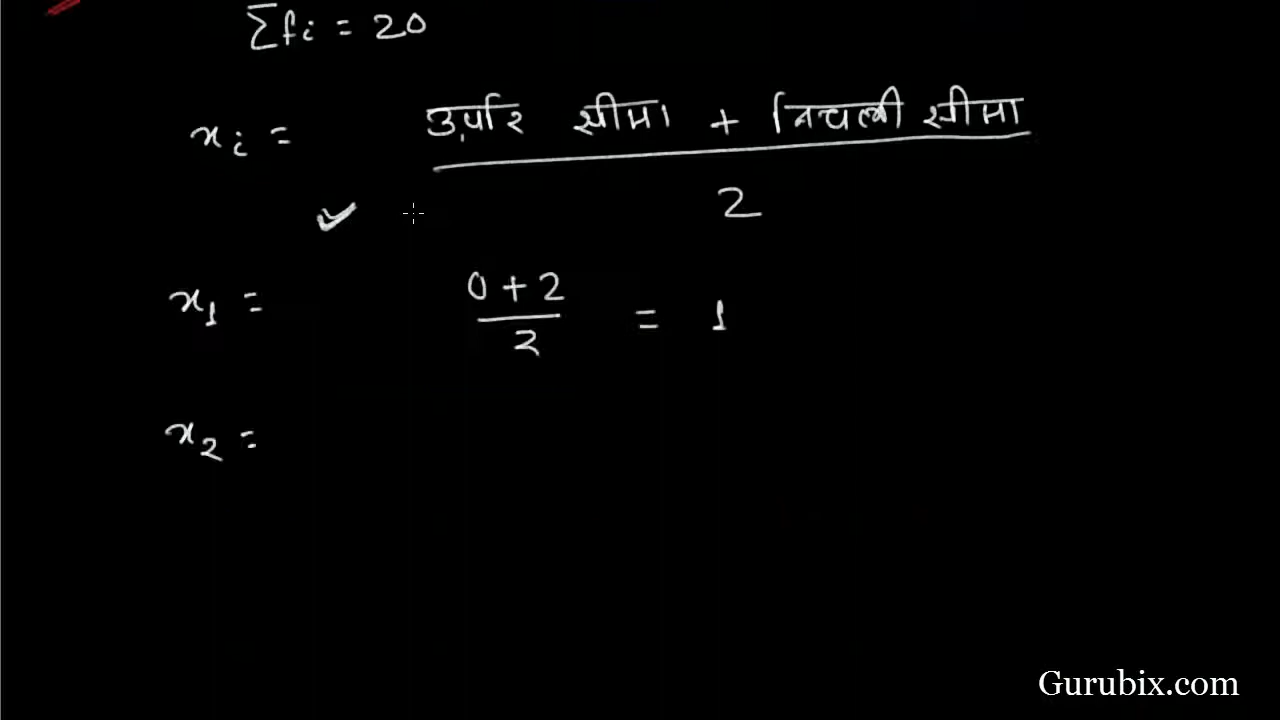 Σfi = 20
xi = उपरि सीमा + निचली सीमा
2
x1 = 0 + 2 / 2 = 1
x2 =
Gurubix.com